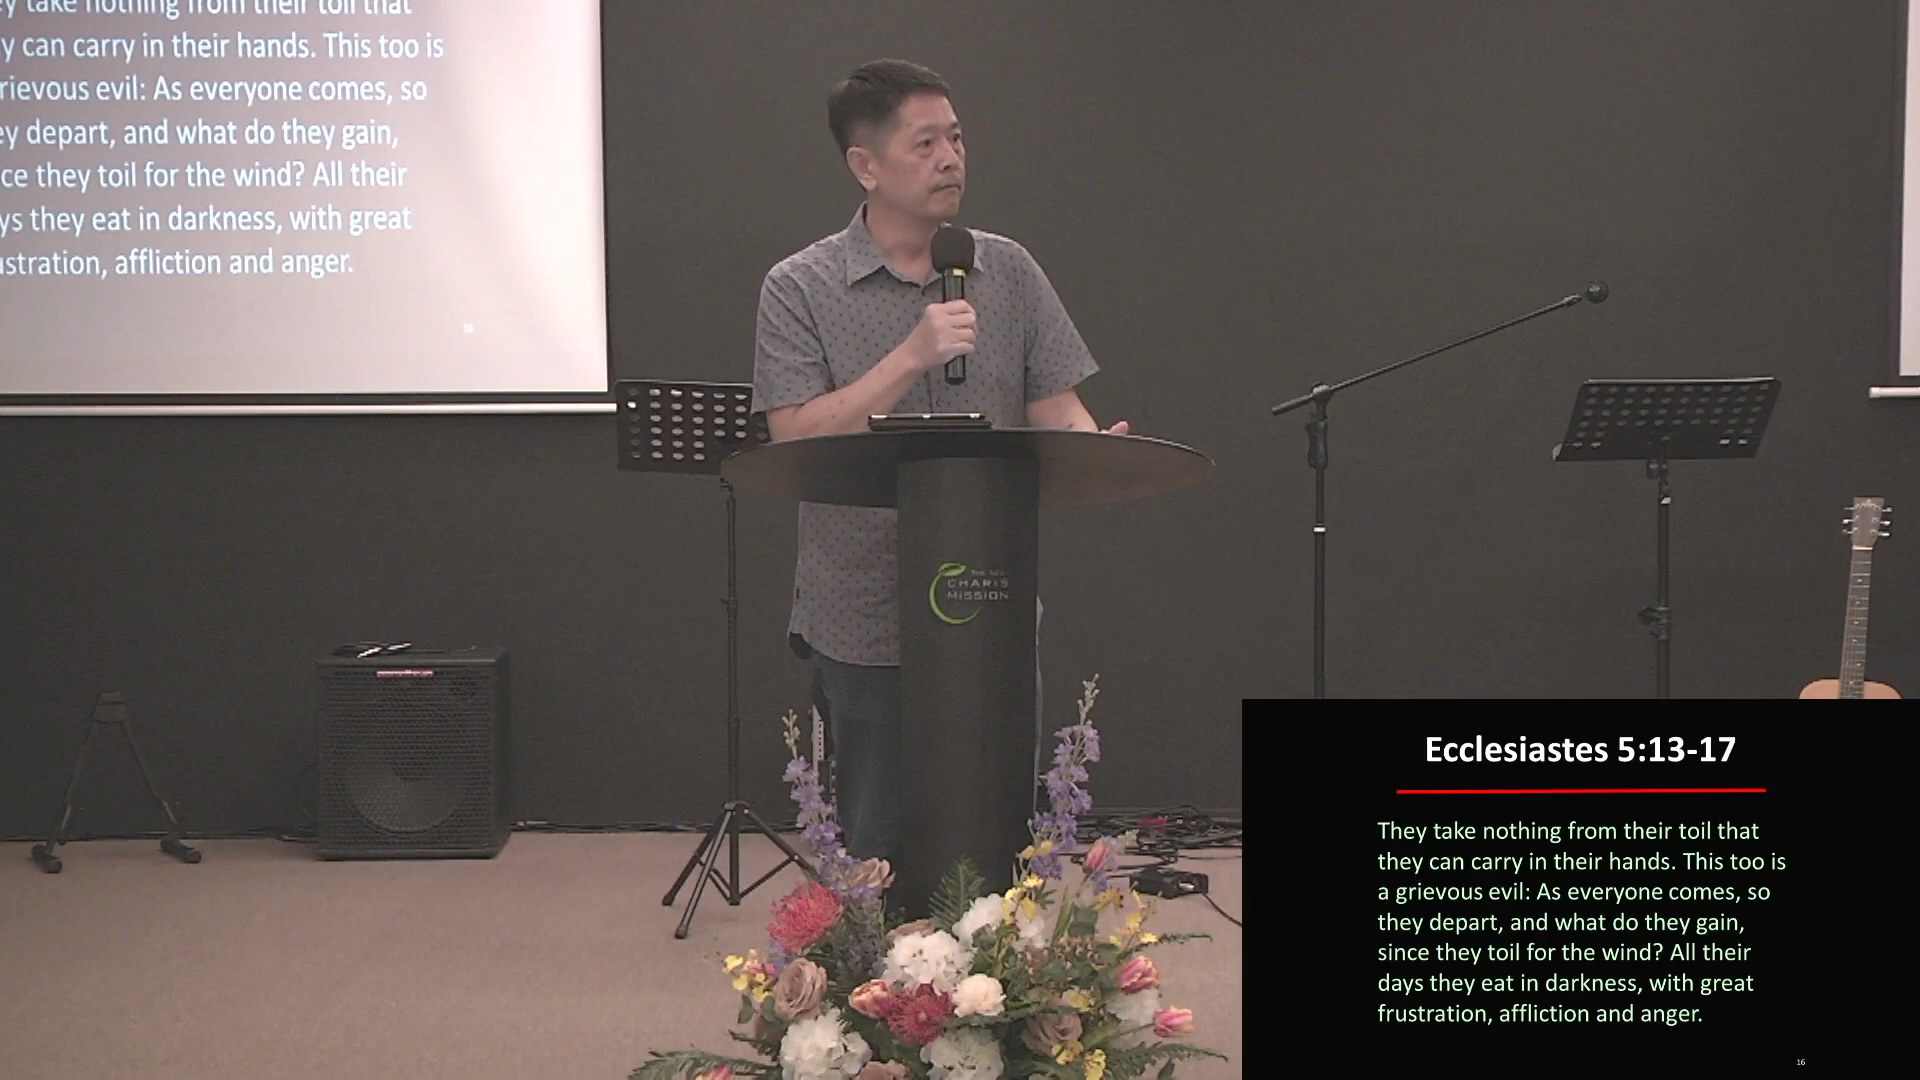 ey take nothing from their toil that
y can carry in their hands. This too is
rievous evil: As everyone comes, so
ey depart, and what do they gain,
ce they toil for the wind? All their
ys they eat in darkness, with great
ustration, affliction and anger.
16
THE NEW
CHARIS
MISSION
Ecclesiastes 5:13-17
They take nothing from their toil that
they can carry in their hands. This too is
a grievous evil: As everyone comes, so
they depart, and what do they gain,
since they toil for the wind? All their
days they eat in darkness, with great
frustration, affliction and anger.
16